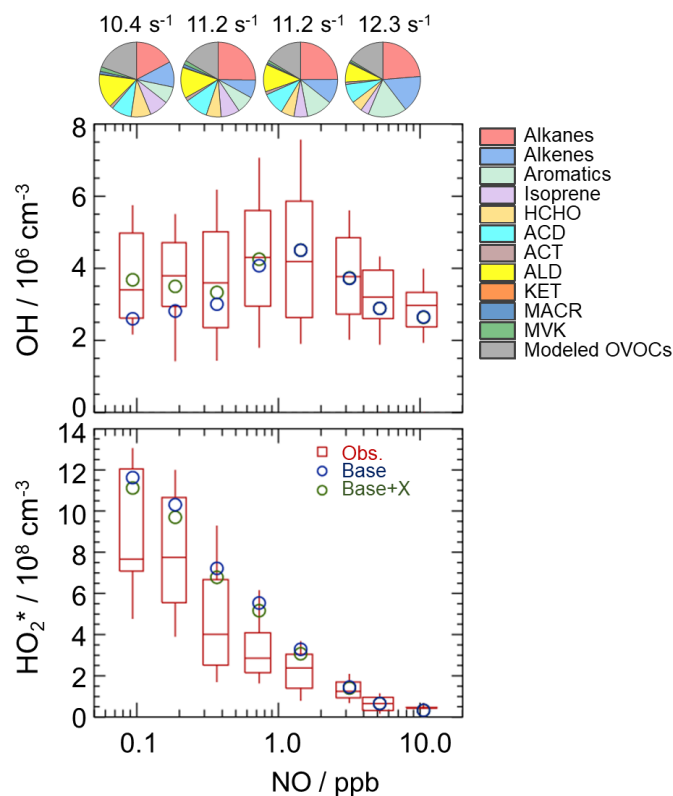 10.4 s⁻¹ 11.2 s⁻¹ 11.2 s⁻¹ 12.3 s⁻¹
Alkanes
Alkenes
Aromatics
Isoprene
HCHO
ACD
ACT
ALD
KET
MACR
MVK
Modeled OVOCs
8
6
4
2
0
OH / 10⁶ cm⁻³
14
12
10
8
6
4
2
0
HO₂* / 10⁸ cm⁻³
Obs.
Base
Base+X
0.1 1.0 10.0
NO / ppb